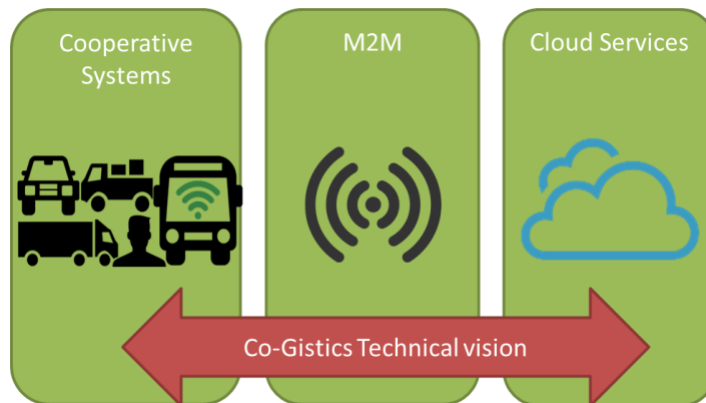 Cooperative
Systems
M2M
Cloud Services
Co-Gistics Technical vision